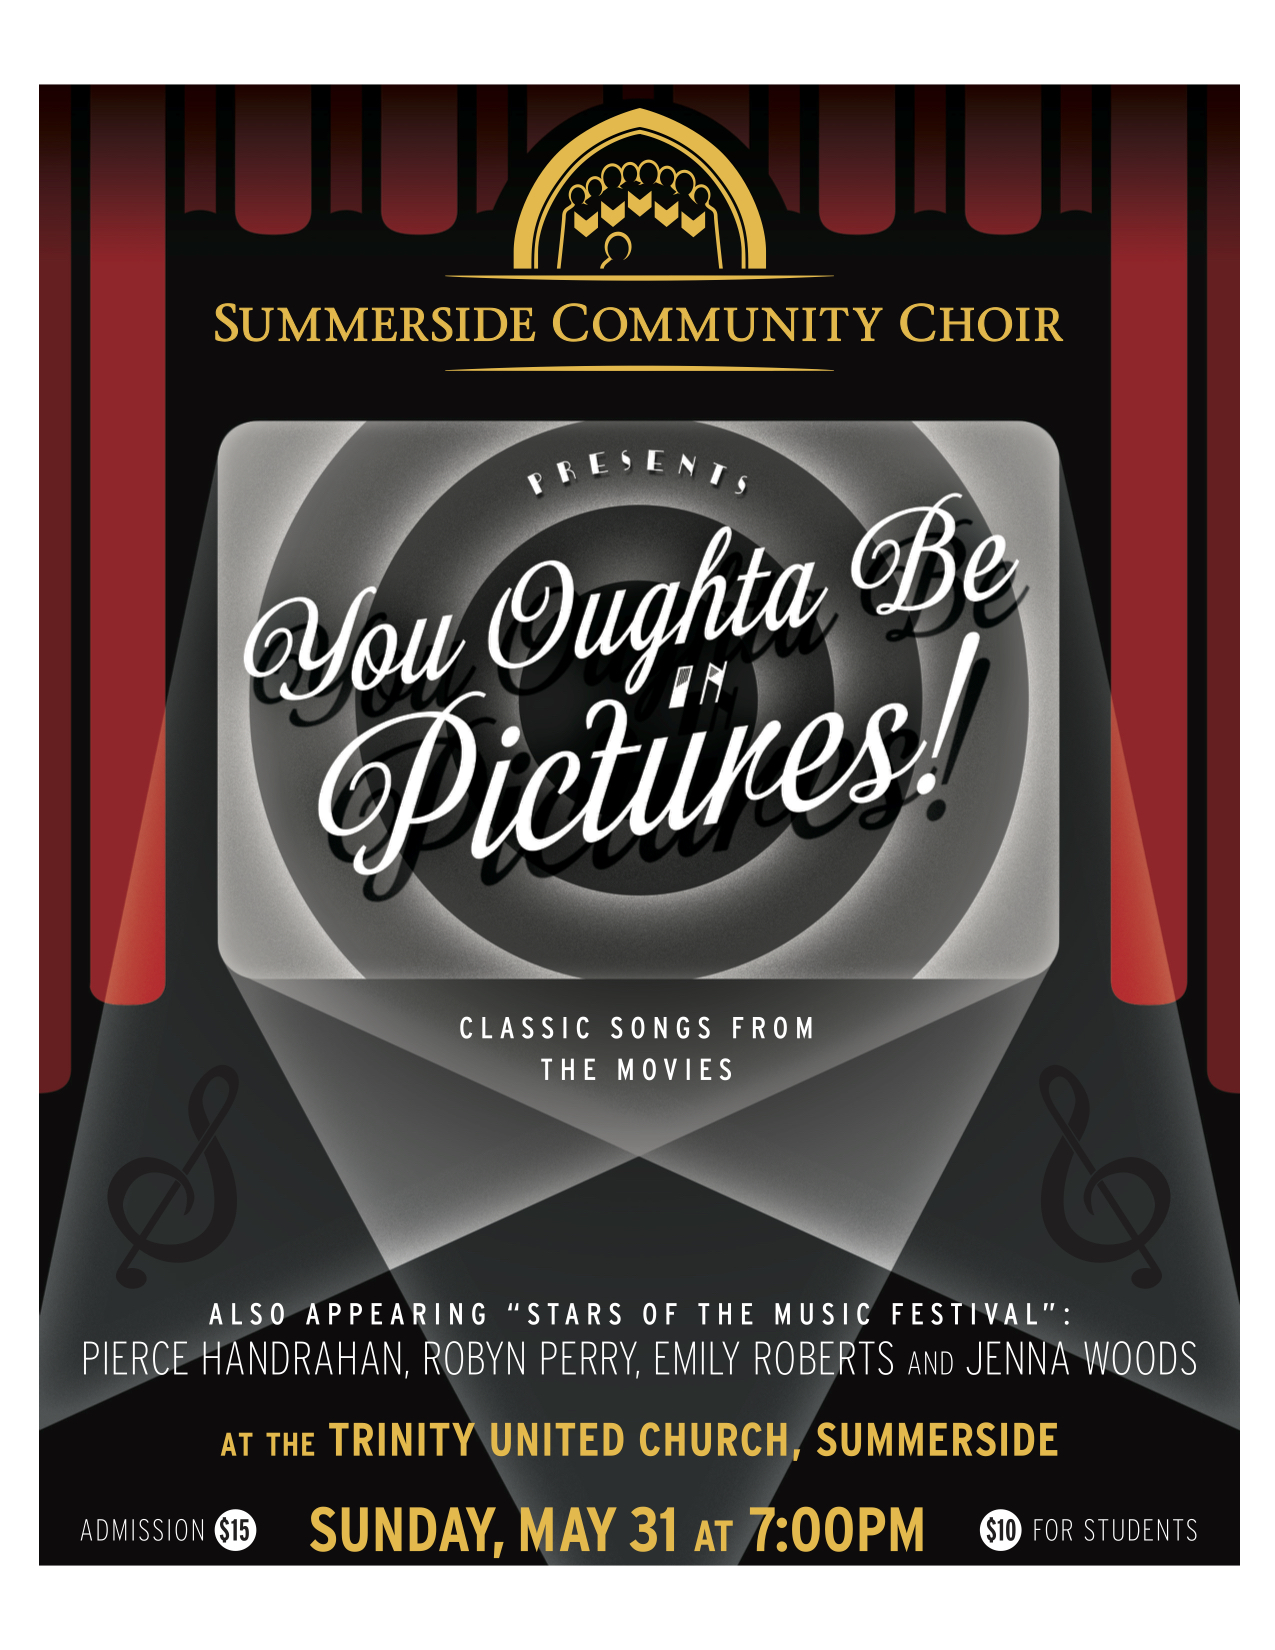 SUMMERSIDE COMMUNITY CHOIR
PRESENTS
You Oughta Be
IN
Pictures!
CLASSIC SONGS FROM
THE MOVIES
ALSO APPEARING “STARS OF THE MUSIC FESTIVAL”:
PIERCE HANDRAHAN, ROBYN PERRY, EMILY ROBERTS AND JENNA WOODS
AT THE TRINITY UNITED CHURCH, SUMMERSIDE
ADMISSION $15 SUNDAY, MAY 31 AT 7:00PM $10 FOR STUDENTS